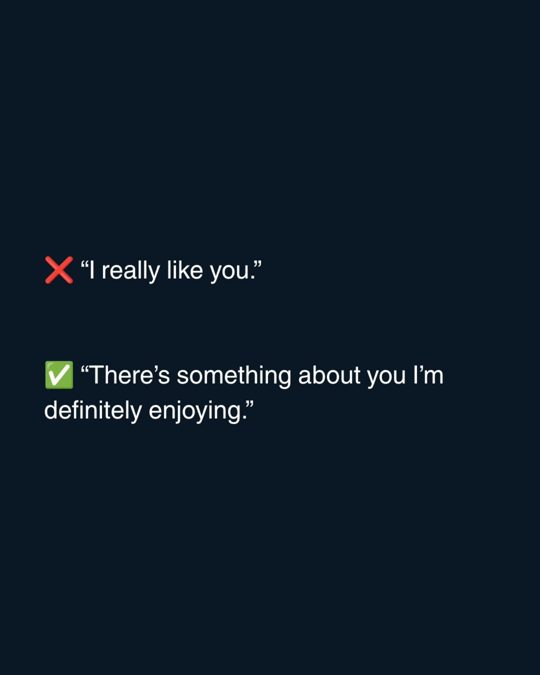 ❌ “I really like you.”
✅ “There’s something about you I’m
definitely enjoying.”